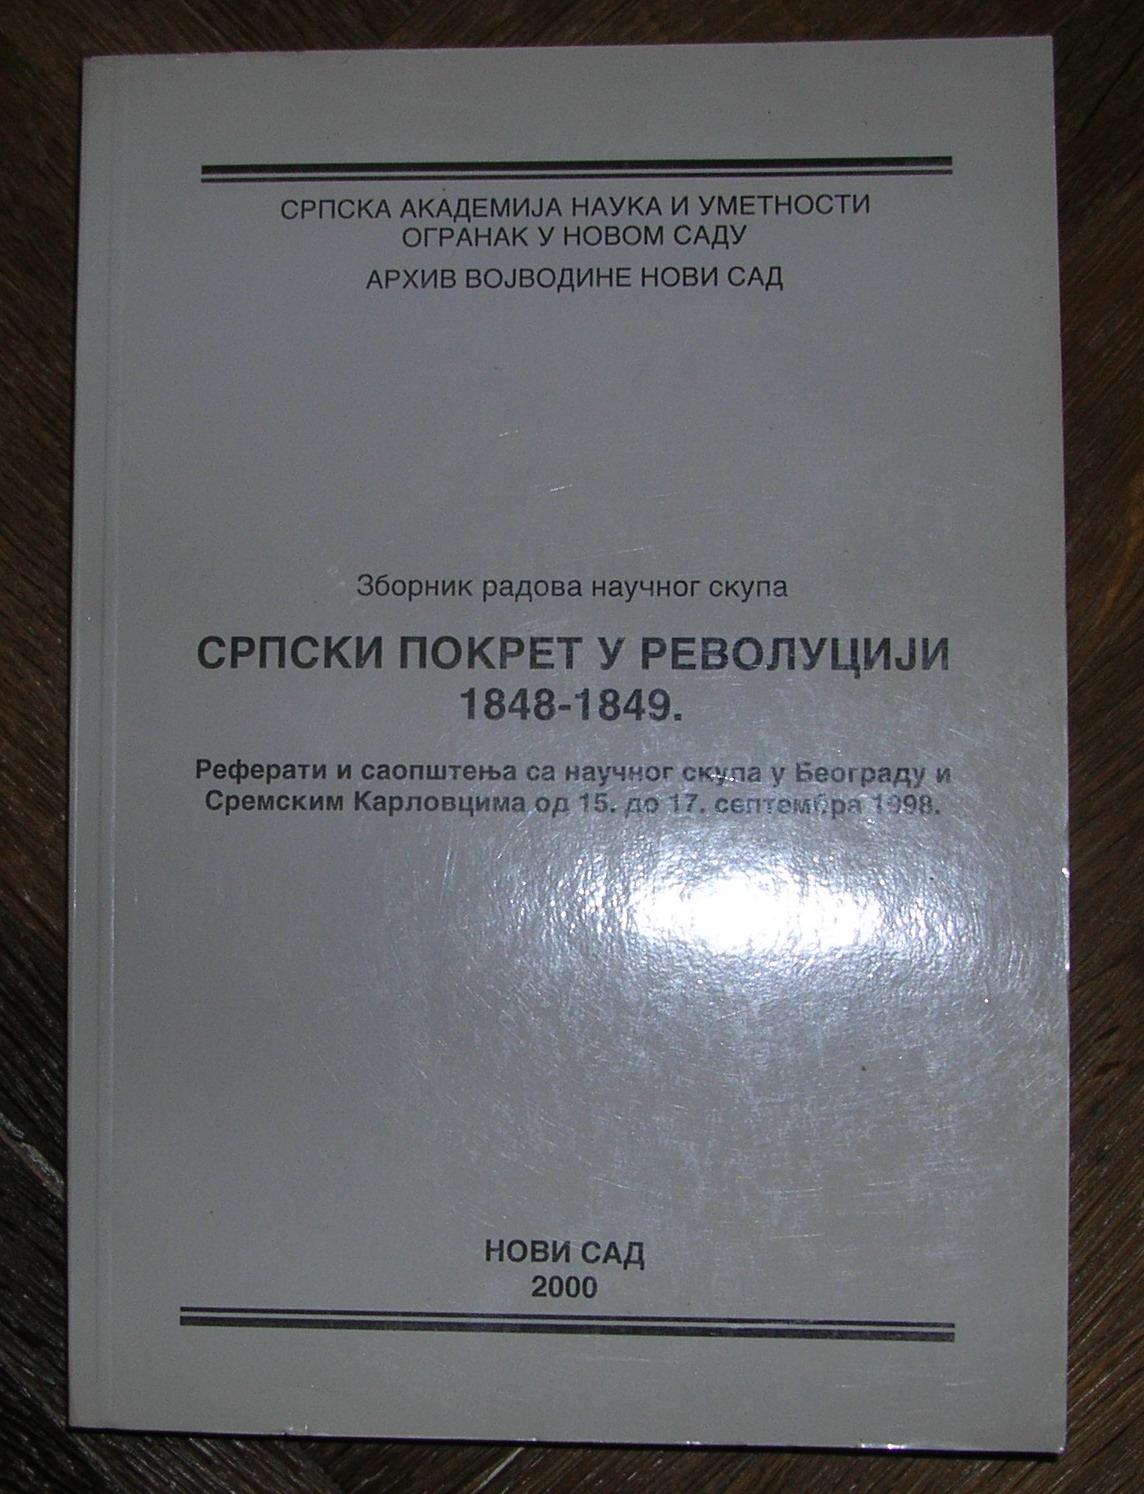 СРПСКА АКАДЕМИЈА НАУКА И УМЕТНОСТИ
ОГРАНАК У НОВОМ САДУ
АРХИВ ВОЈВОДИНЕ НОВИ САД
Зборник радова научног скупа
СРПСКИ ПОКРЕТ У РЕВОЛУЦИЈИ
1848-1849.
Реферати и саопштења са научног скупа у Београду и
Сремским Карловцима од 15. до 17. септембра 1998.
НОВИ САД
2000